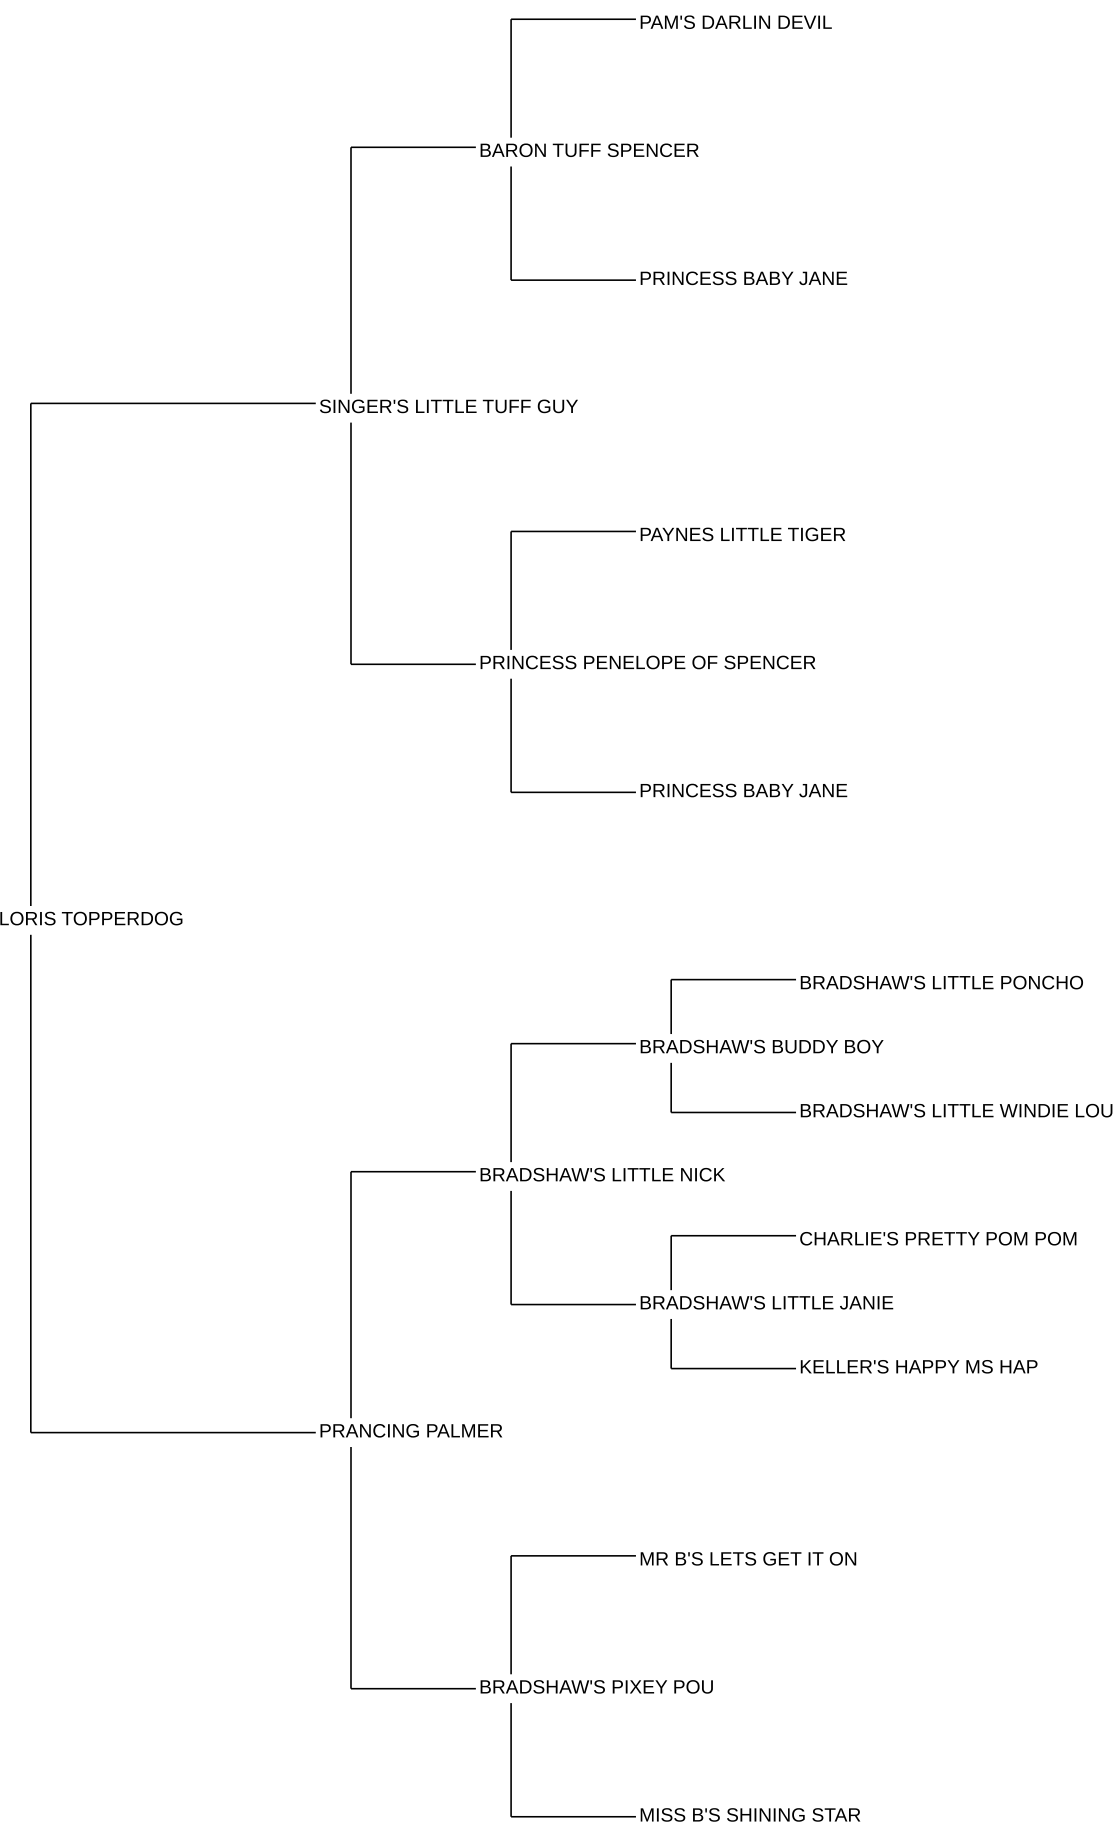 PAM'S DARLIN DEVIL
BARON TUFF SPENCER
PRINCESS BABY JANE
SINGER'S LITTLE TUFF GUY
PAYNES LITTLE TIGER
PRINCESS PENELOPE OF SPENCER
PRINCESS BABY JANE
LORIS TOPPERDOG
BRADSHAW'S LITTLE PONCHO
BRADSHAW'S BUDDY BOY
BRADSHAW'S LITTLE WINDIE LOU
BRADSHAW'S LITTLE NICK
CHARLIE'S PRETTY POM POM
BRADSHAW'S LITTLE JANIE
KELLER'S HAPPY MS HAP
PRANCING PALMER
MR B'S LETS GET IT ON
BRADSHAW'S PIXEY POU
MISS B'S SHINING STAR